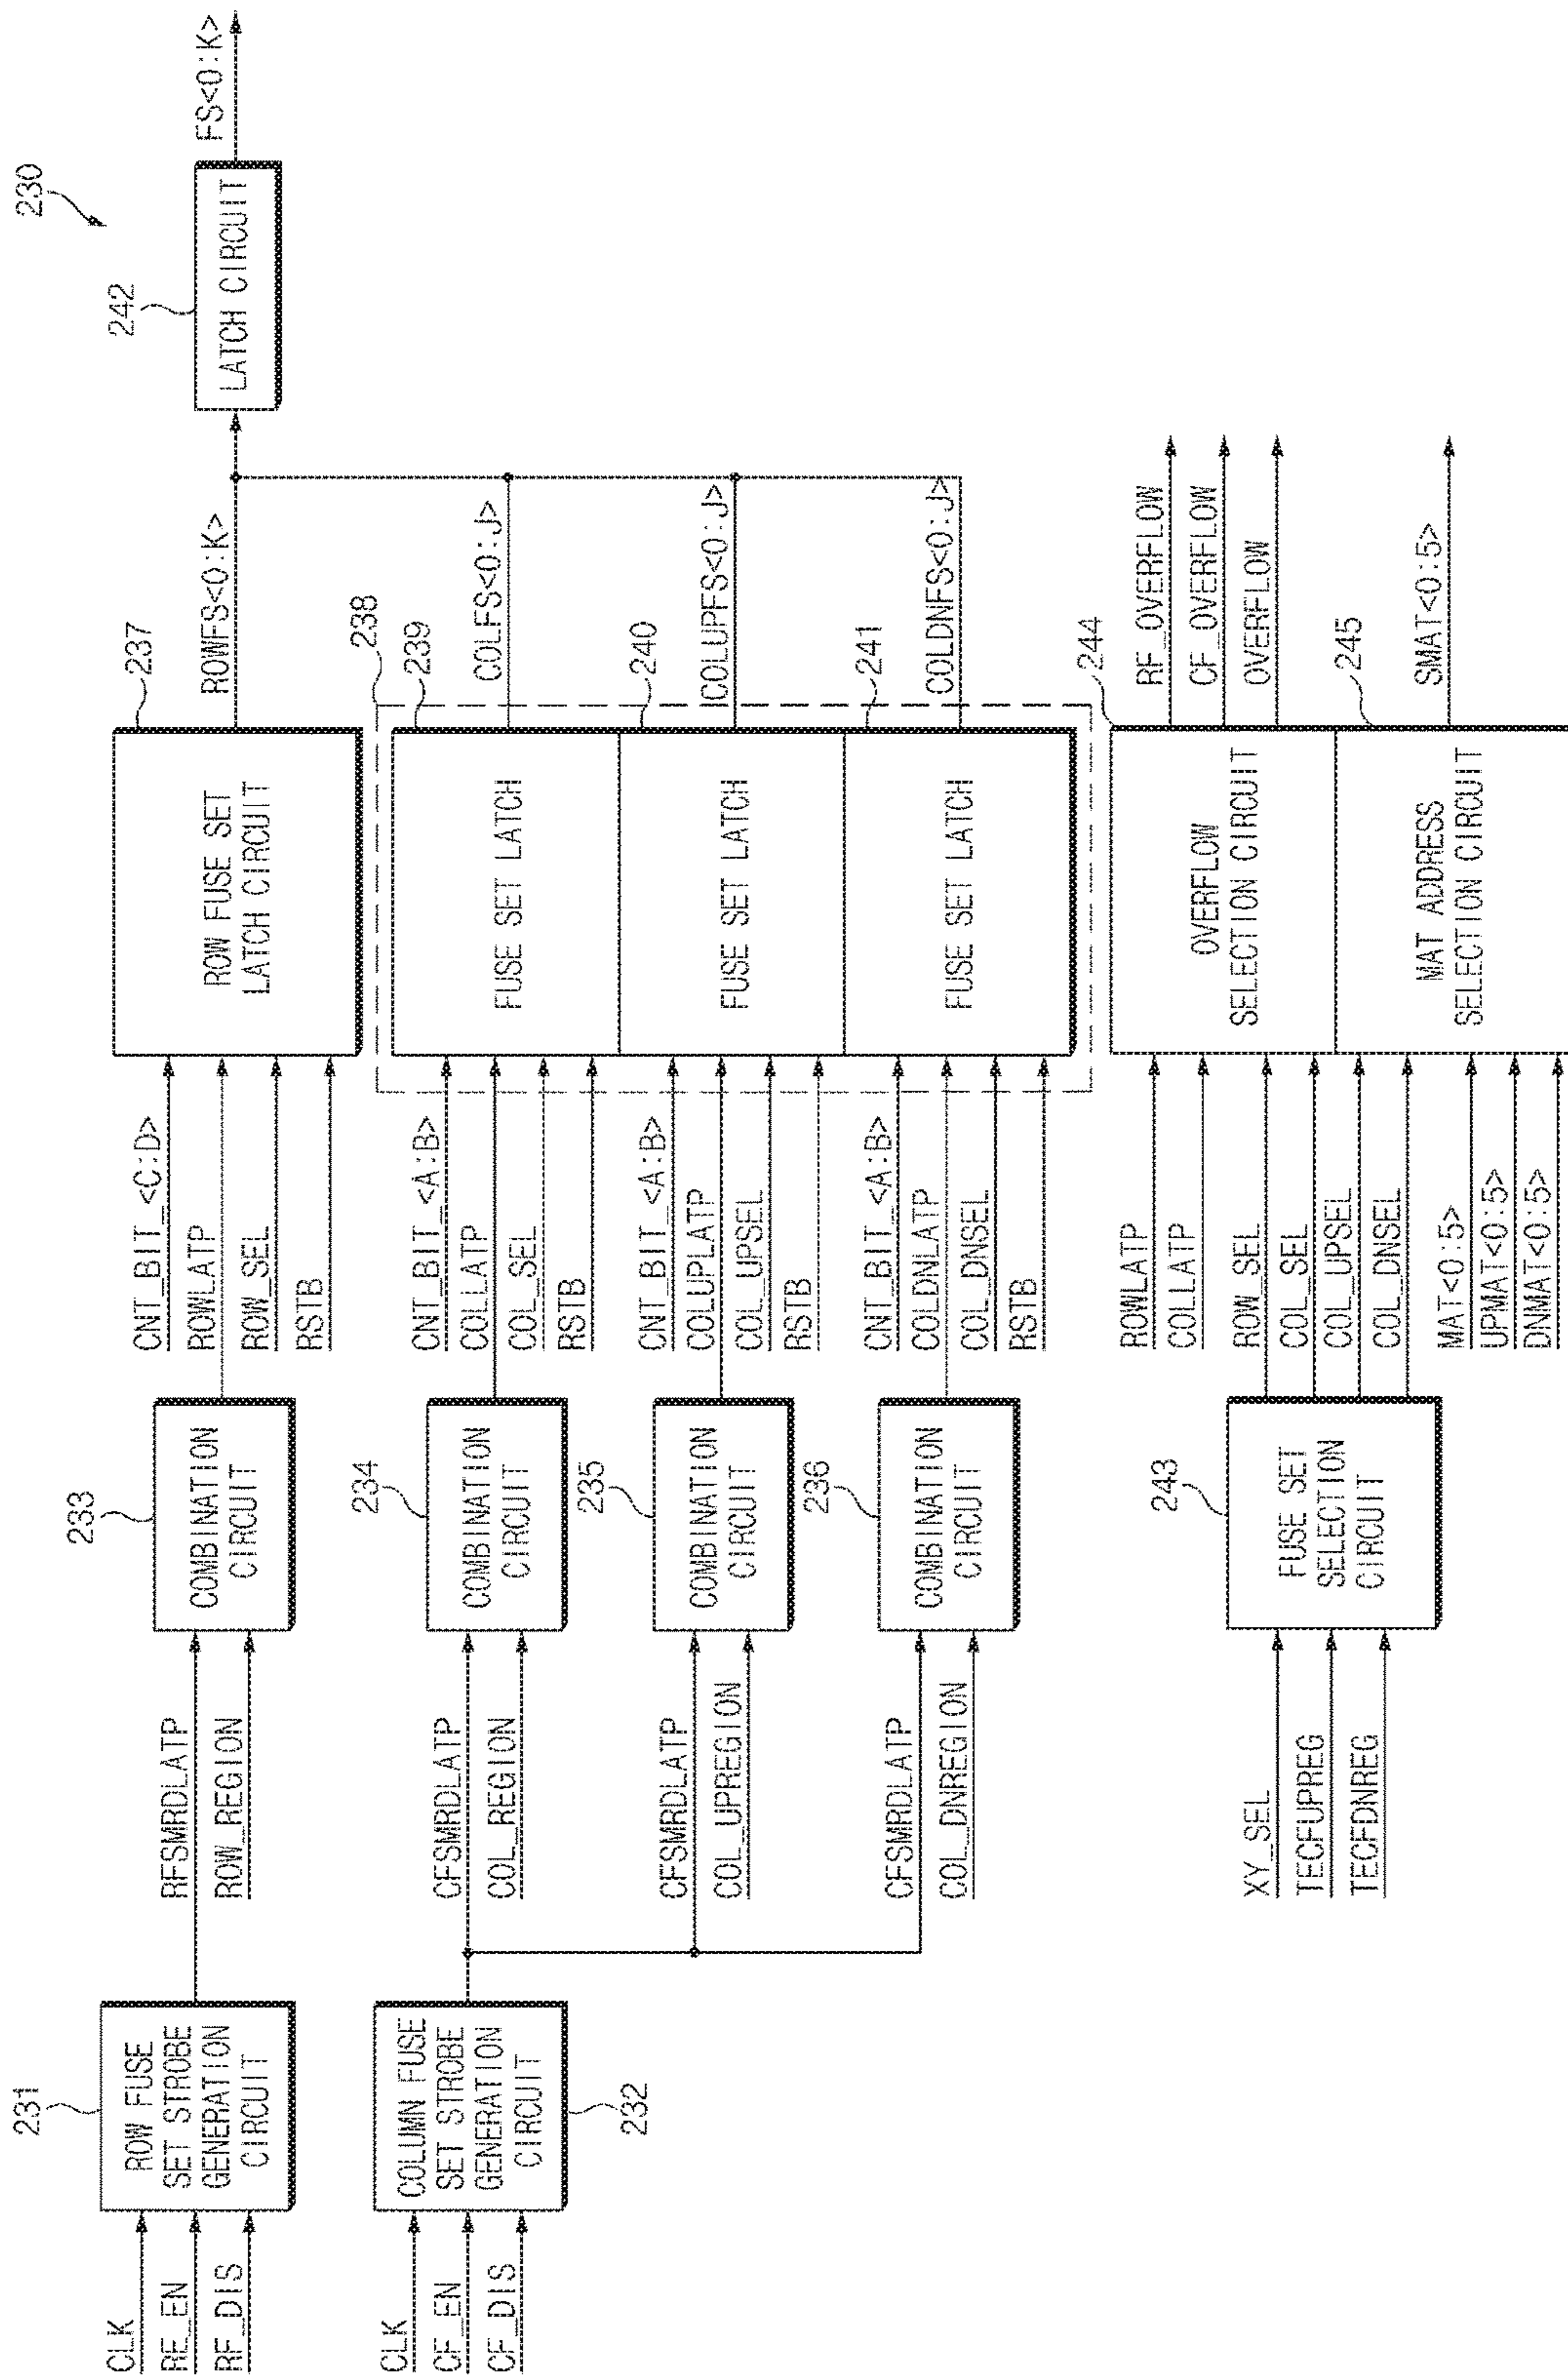 230
CLK
RE_EN
RF_DIS
231
ROW FUSE
SET STROBE
GENERATION
CIRCUIT
RFSMRDLATP
ROW_REGION
233
COMBINATION
CIRCUIT
CNT_BIT_<C:D>
ROWLATP
ROW_SEL
RSTB
237
ROW FUSE SET
LATCH CIRCUIT
ROWFS<0:K>
242
LATCH CIRCUIT
FS<0:K>
CLK
CF_EN
CF_DIS
COLUMN FUSE
SET STROBE
GENERATION
CIRCUIT
232
CFSMRDLATP
COL_REGION
234
COMBINATION
CIRCUIT
CNT_BIT_<A:B>
COLLATP
COL_SEL
RSTB
238
239
FUSE SET LATCH
COLFS<0:J>
CFSMRDLATP
COL_UPREGION
235
COMBINATION
CIRCUIT
CNT_BIT_<A:B>
COLUPLATP
COL_UPSEL
RSTB
240
FUSE SET LATCH
COLUPFS<0:J>
CFSMRDLATP
COL_DNREGION
236
COMBINATION
CIRCUIT
CNT_BIT_<A:B>
COLDNLATP
COL_DNSEL
RSTB
241
FUSE SET LATCH
COLDNFS<0:J>
XY_SEL
TECFUPREG
TECFDNREG
243
FUSE SET
SELECTION
CIRCUIT
ROWLATP
COLLATP
ROW_SEL
COL_SEL
COL_UPSEL
COL_DNSEL
244
OVERFLOW
SELECTION CIRCUIT
RF_OVERFLOW
CF_OVERFLOW
OVERFLOW
MAT<0:5>
UPMAT<0:5>
DNMAT<0:5>
245
MAT ADDRESS
SELECTION CIRCUIT
SMAT<0:5>